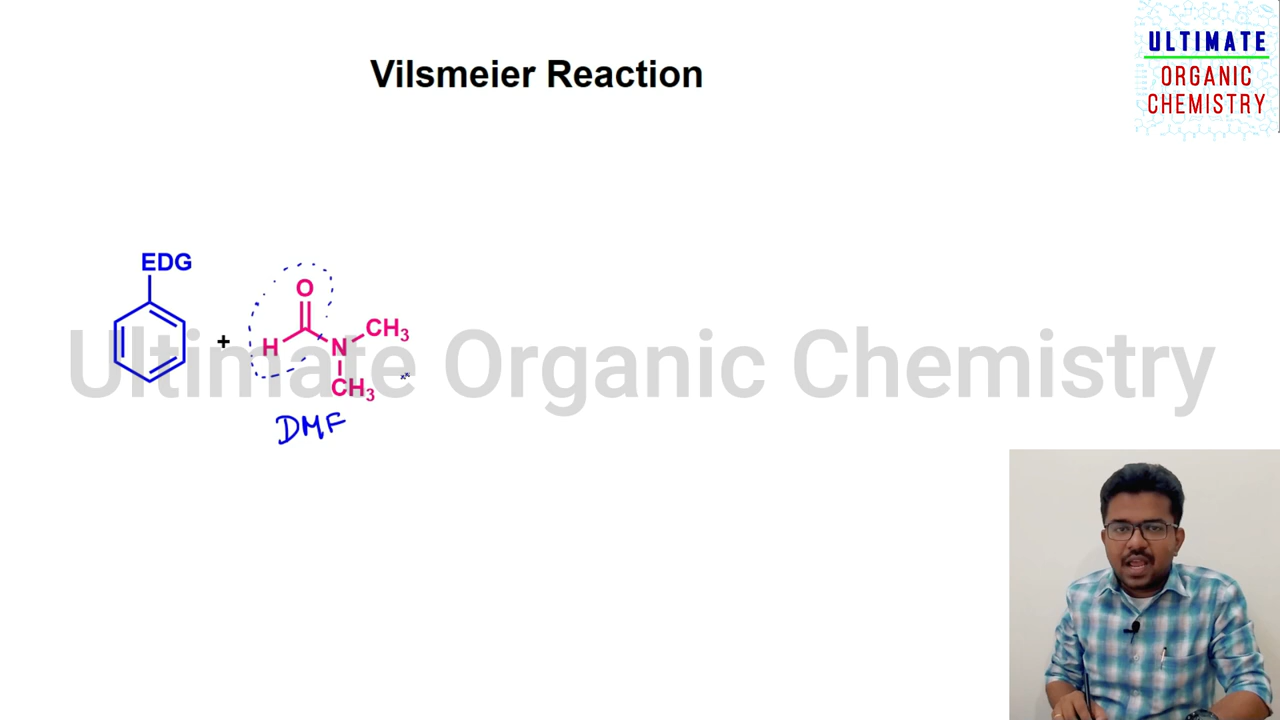 Vilsmeier Reaction
ULTIMATE
ORGANIC
CHEMISTRY
EDG
+
O
H
N
CH3
CH3
DMF
Ultimate Organic Chemistry